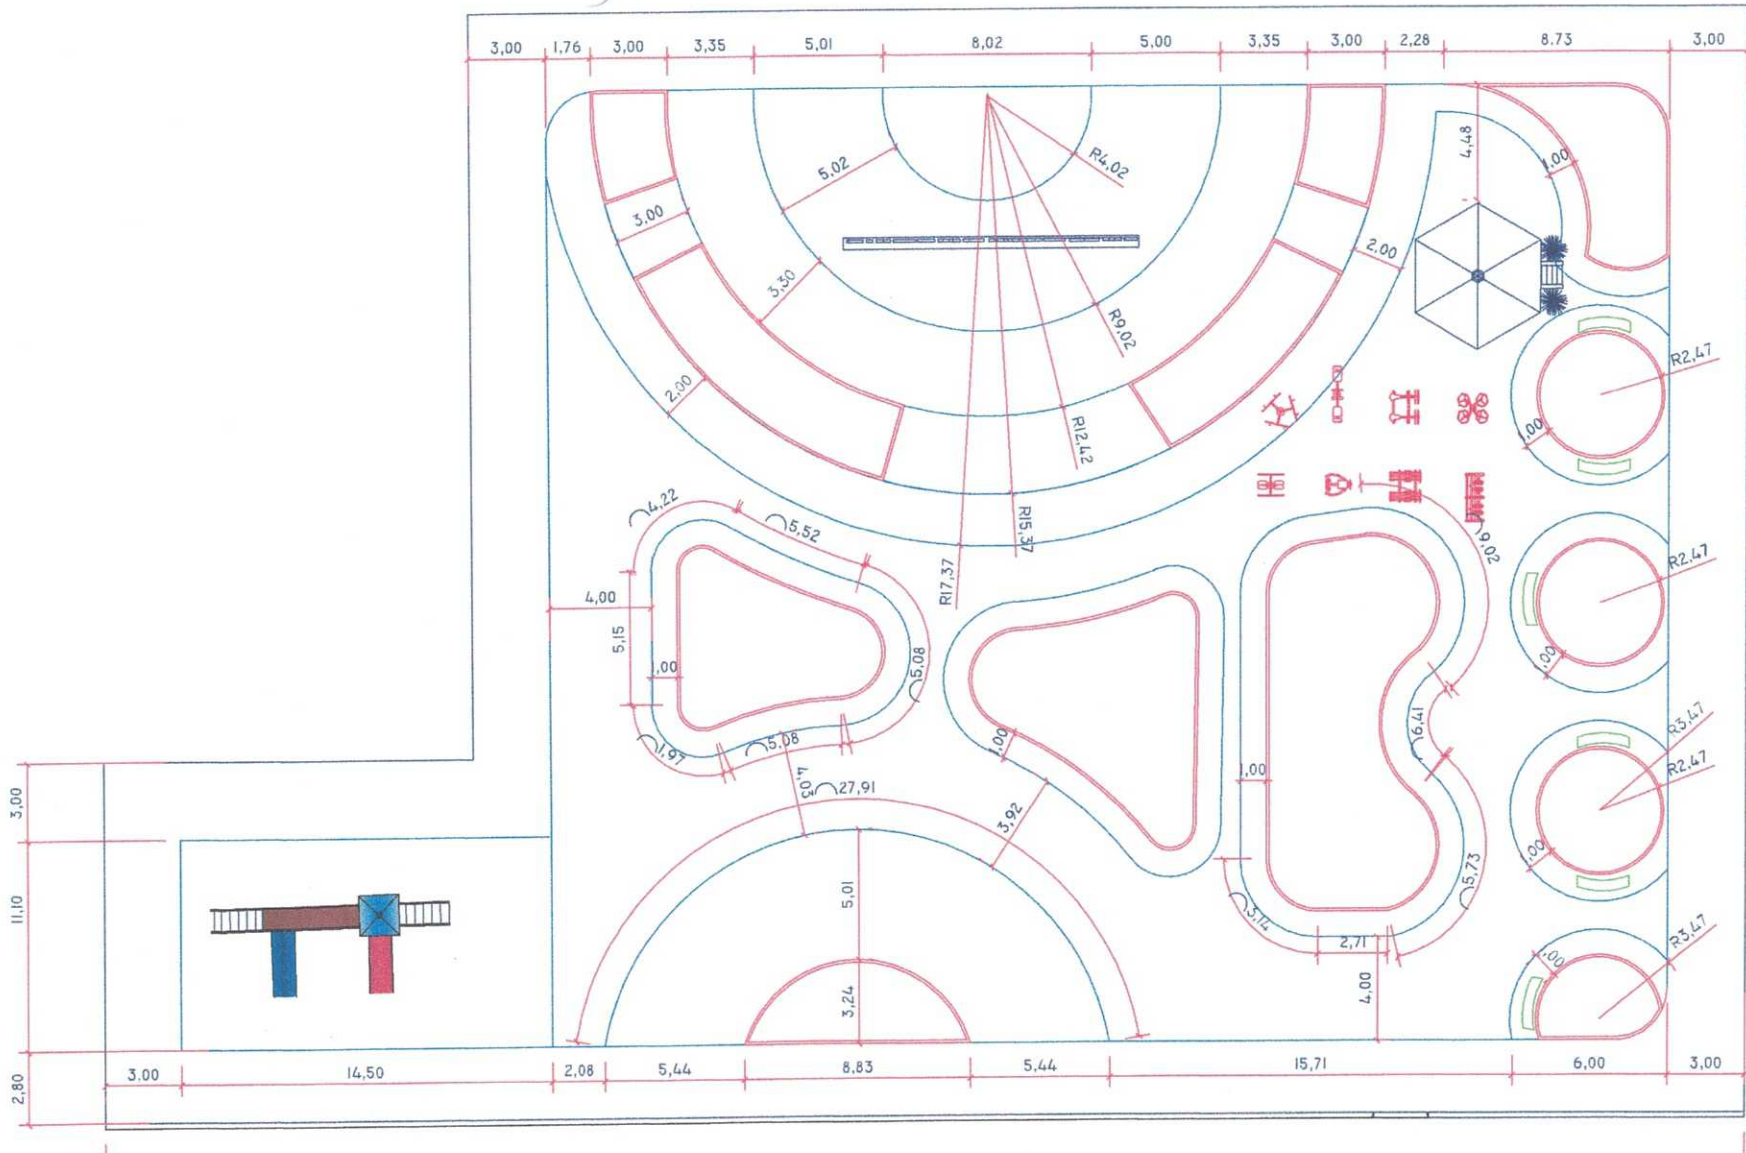 3,00 1,76 3,00 3,35 5,01 8,02 5,00 3,35 3,00 2,28 8.73 3,00
4,48
1,00
R4,02
5,02
3,00
2,00
3,30
R9,02
R2,47
2,00
1,00
R12,42
R15,37
R17,37
4,22
5,52
9,02
R2,47
4,00
5,15
1,00
5,08
1,00
6,41
1,97
5,08
4,03
27,91
1,00
3,92
1,00
R3,47
R2,47
1,00
3,00
11,10
2,80
5,01
3,24
5,73
3,14
2,71
4,00
R3,47
1,00
3.00 14,50 2,08 5,44 8,83 5,44 15,71 6,00 3,00